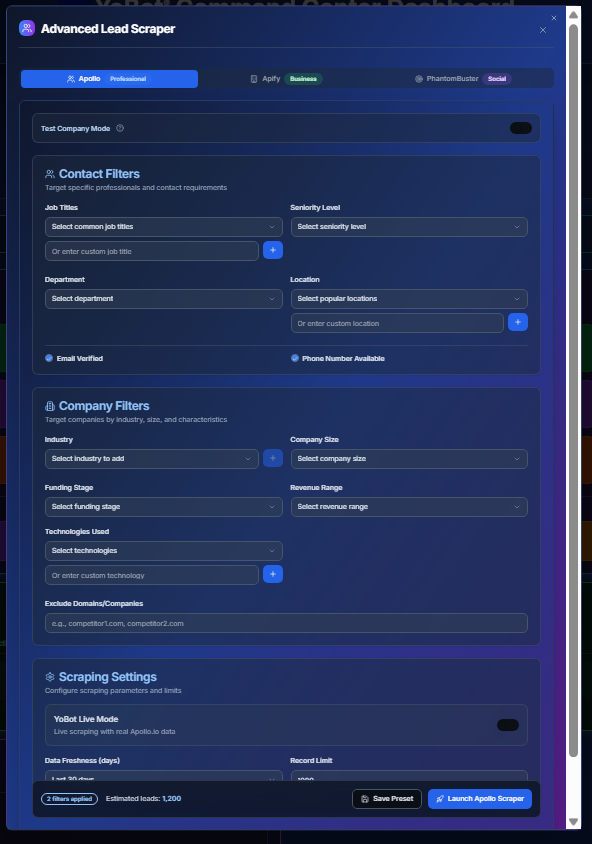 YoBot! Command Center Dashboard
Advanced Lead Scraper
Apollo Professional Apify Business PhantomBuster Social
Test Company Mode
Contact Filters
Target specific professionals and contact requirements
Job Titles Seniority Level
Select common job titles Select seniority level
Or enter custom job title +
Department Location
Select department Select popular locations
Or enter custom location +
Email Verified Phone Number Available
Company Filters
Target companies by industry, size, and characteristics
Industry Company Size
Select industry to add + Select company size
Funding Stage Revenue Range
Select funding stage Select revenue range
Technologies Used
Select technologies
Or enter custom technology +
Exclude Domains/Companies
e.g., competitor1.com, competitor2.com
Scraping Settings
Configure scraping parameters and limits
YoBot Live Mode
Live scraping with real Apollo.io data
Data Freshness (days) Record Limit
Last 30 days 1000
2 filters applied Estimated leads: 1,200 Save Preset Launch Apollo Scraper